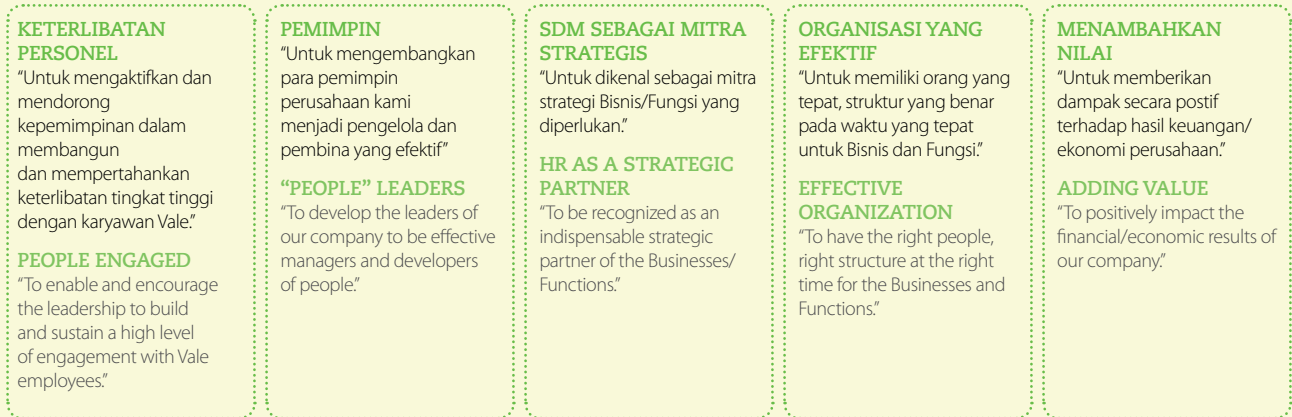 KETERLIBATAN
PERSONEL
“Untuk mengaktifkan dan
mendorong
kepemimpinan dalam
membangun
dan mempertahankan
keterlibatan tingkat tinggi
dengan karyawan Vale.”
PEOPLE ENGAGED
“To enable and encourage
the leadership to build
and sustain a high level
of engagement with Vale
employees.”
PEMIMPIN
“Untuk mengembangkan
para pemimpin
perusahaan kami
menjadi pengelola dan
pembina yang efektif”
“PEOPLE” LEADERS
“To develop the leaders of
our company to be effective
managers and developers
of people.”
SDM SEBAGAI MITRA
STRATEGIS
“Untuk dikenal sebagai mitra
strategi Bisnis/Fungsi yang
diperlukan.”
HR AS A STRATEGIC
PARTNER
“To be recognized as an
indispensable strategic
partner of the Businesses/
Functions.”
ORGANISASI YANG
EFEKTIF
“Untuk memiliki orang yang
tepat, struktur yang benar
pada waktu yang tepat
untuk Bisnis dan Fungsi.”
EFFECTIVE
ORGANIZATION
“To have the right people,
right structure at the right
time for the Businesses and
Functions.”
MENAMBAHKAN
NILAI
“Untuk memberikan
dampak secara postif
terhadap hasil keuangan/
ekonomi perusahaan.”
ADDING VALUE
“To positively impact the
financial/economic results of
our company.”